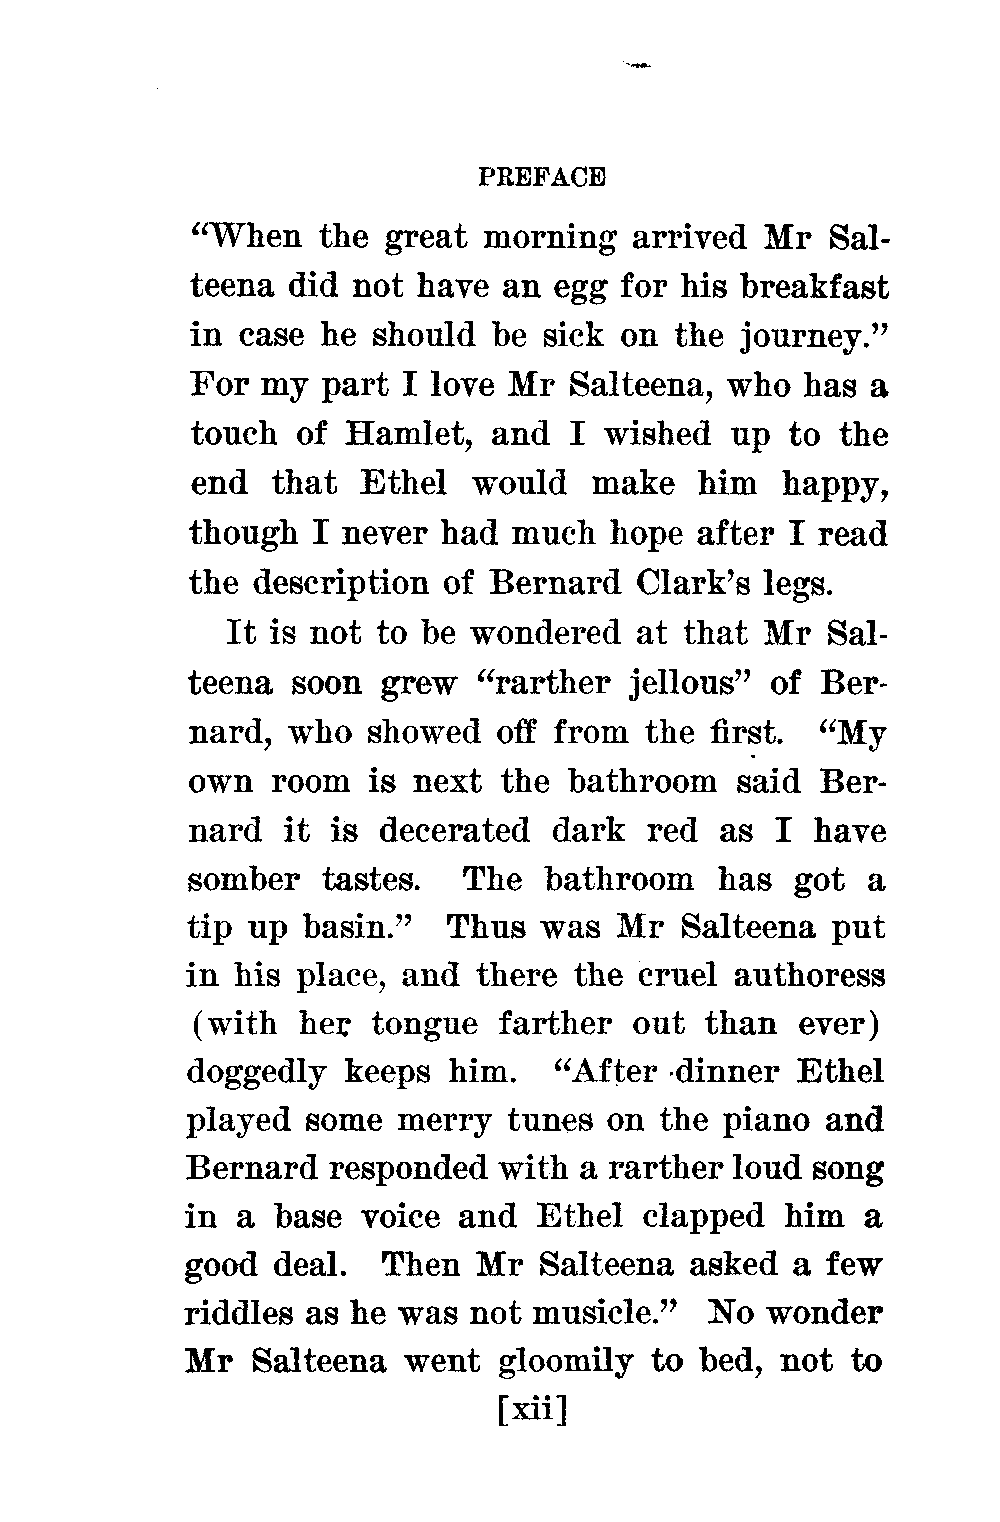 PREFACE
“When the great morning arrived Mr Sal-
teena did not have an egg for his breakfast
in case he should be sick on the journey.”
For my part I love Mr Salteena, who has a
touch of Hamlet, and I wished up to the
end that Ethel would make him happy,
though I never had much hope after I read
the description of Bernard Clark’s legs.
It is not to be wondered at that Mr Sal-
teena soon grew “rarther jellous” of Ber-
nard, who showed off from the first. “My
own room is next the bathroom said Ber-
nard it is decerated dark red as I have
somber tastes. The bathroom has got a
tip up basin.” Thus was Mr Salteena put
in his place, and there the cruel authoress
(with her tongue farther out than ever)
doggedly keeps him. “After dinner Ethel
played some merry tunes on the piano and
Bernard responded with a rarther loud song
in a base voice and Ethel clapped him a
good deal. Then Mr Salteena asked a few
riddles as he was not musicle.” No wonder
Mr Salteena went gloomily to bed, not to
[xii]